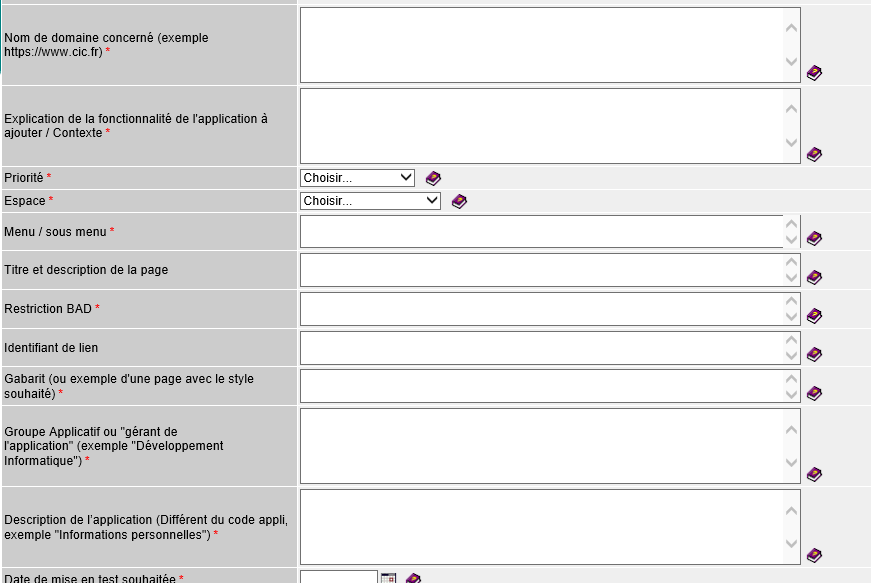 Nom de domaine concerné (exemple
https://www.cic.fr) *
Explication de la fonctionnalité de l'application à
ajouter / Contexte *
Priorité *
Choisir...
Espace *
Choisir...
Menu / sous menu *
Titre et description de la page
Restriction BAD *
Identifiant de lien
Gabarit (ou exemple d'une page avec le style
souhaité) *
Groupe Applicatif ou "gérant de
l'application" (exemple "Développement
Informatique") *
Description de l'application (Différent du code appli,
exemple "Informations personnelles") *
Date de mise en test souhaitée *